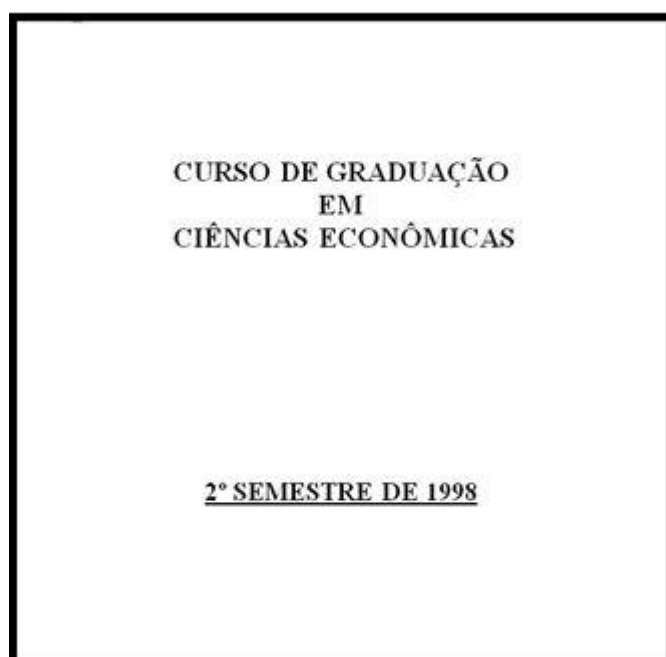 CURSO DE GRADUAÇÃO
EM
CIÊNCIAS ECONÔMICAS
2º SEMESTRE DE 1998